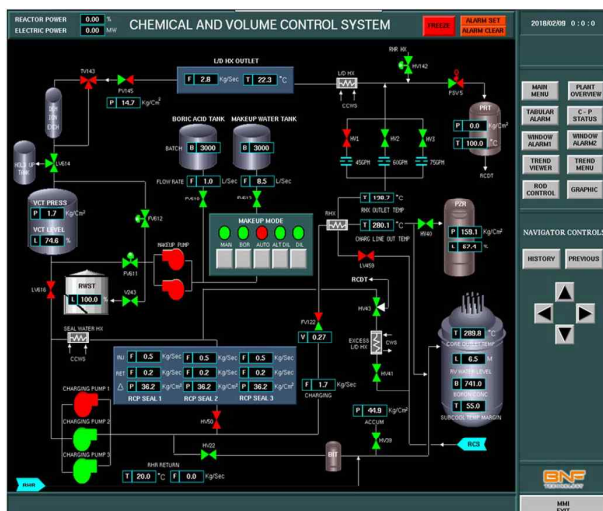 REACTOR POWER 0.00 %
ELECTRIC POWER 0.00 MW
CHEMICAL AND VOLUME CONTROL SYSTEM
FREEZE
ALARM SET
ALARM CLEAR
2018/02/09 0 : 0 : 0
L/D HX OUTLET
F 2.8 Kg/Sec T 22.3 °C
TV143
PV145
P 14.7 Kg/Cm²
L/D HX
CCWS
RHR HX
HV142
PSVS
PRT
P 0.0 Kg/Cm²
T 100.0 °C
RCDT
MAIN MENU
PLANT OVERVIEW
TABULAR ALARM
C - P STATUS
WINDOW ALARM1
WINDOW ALARM2
TREND VIEWER
TREND MENU
ROD CONTROL
GRAPHIC
NAVIGATOR CONTROLS
HISTORY
PREVIOUS
HOLD UP TANK
LV614
BORIC ACID TANK
MAKEUP WATER TANK
BATCH B 3000 B 3000
FLOW RATE F 1.0 L/Sec F 8.5 L/Sec
HV1
HV2
HV3
45GPM
60GPM
75GPM
VCT PRESS
P 1.7 Kg/Cm²
VCT LEVEL
L 74.6 %
PV612
MAKEUP MODE
MAN BOR AUTO ALT DIL DIL
MAKEUP PUMP
PV611
V243
RHX
RHX OUTLET TEMP
T 280.1 °C
CHARG LINE OUT TEMP
HV40
PZR
P 159.1 Kg/Cm²
L 67.4 %
LV459
RWST
L 100.0 %
LV616
SEAL WATER HX
CCWS
RCDT
HV43
EXCESS L/D HX
CWS
HV41
FV122
V 0.27
F 1.7 Kg/Sec
CHARGING
INJ F 0.5 Kg/Sec F 0.5 Kg/Sec F 0.5 Kg/Sec
RET F 0.2 Kg/Sec F 0.2 Kg/Sec F 0.2 Kg/Sec
△ P 36.2 Kg/Cm² P 36.2 Kg/Cm² P 36.2 Kg/Cm²
RCP SEAL 1 RCP SEAL 2 RCP SEAL 3
T 289.8 °C
CORE OUTLET TEMP
L 6.5 M
RV WATER LEVEL
B 741.0
T 55.0
SUBCOOL TEMP MARGIN
CHARGING PUMP 1
CHARGING PUMP 2
CHARGING PUMP 3
HV50
HV22
P 44.8 Kg/Cm²
ACCUM
HV39
BIT
RCS
RHR RETURN
T 20.0 °C F 0.0 Kg/Sec
RHR
BNF
TECHNOLOGY
MMI
EXIT